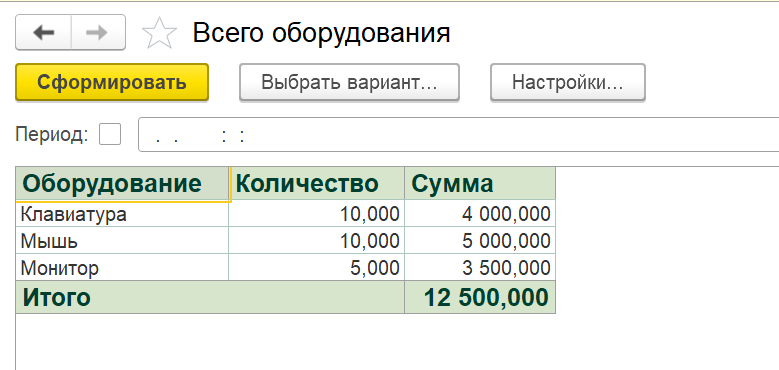 Всего оборудования
Сформировать Выбрать вариант... Настройки...
Период: . . : :
Оборудование Количество Сумма
Клавиатура 10,000 4 000,000
Мышь 10,000 5 000,000
Монитор 5,000 3 500,000
Итого 12 500,000